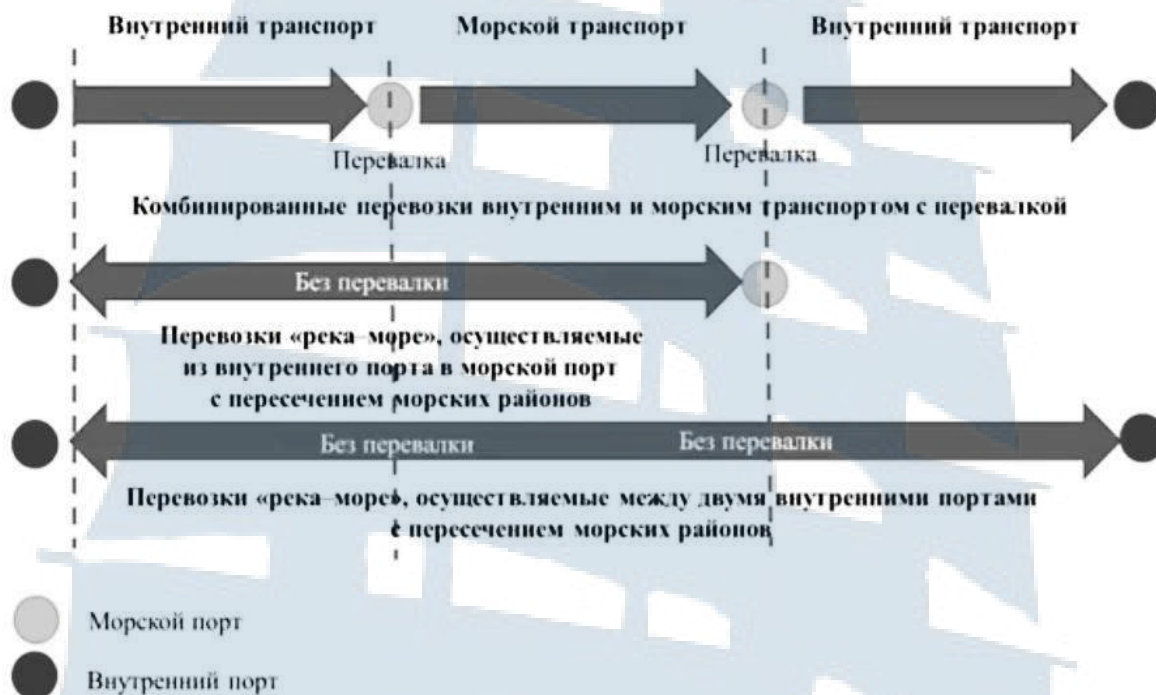 Внутренний транспорт Морской транспорт Внутренний транспорт
Перевалка Перевалка
Комбинированные перевозки внутренним и морским транспортом с перевалкой
Без перевалки
Перевозки «река–море», осуществляемые
из внутреннего порта в морской порт
с пересечением морских районов
Без перевалки Без перевалки
Перевозки «река–море», осуществляемые между двумя внутренними портами
с пересечением морских районов
Морской порт
Внутренний порт